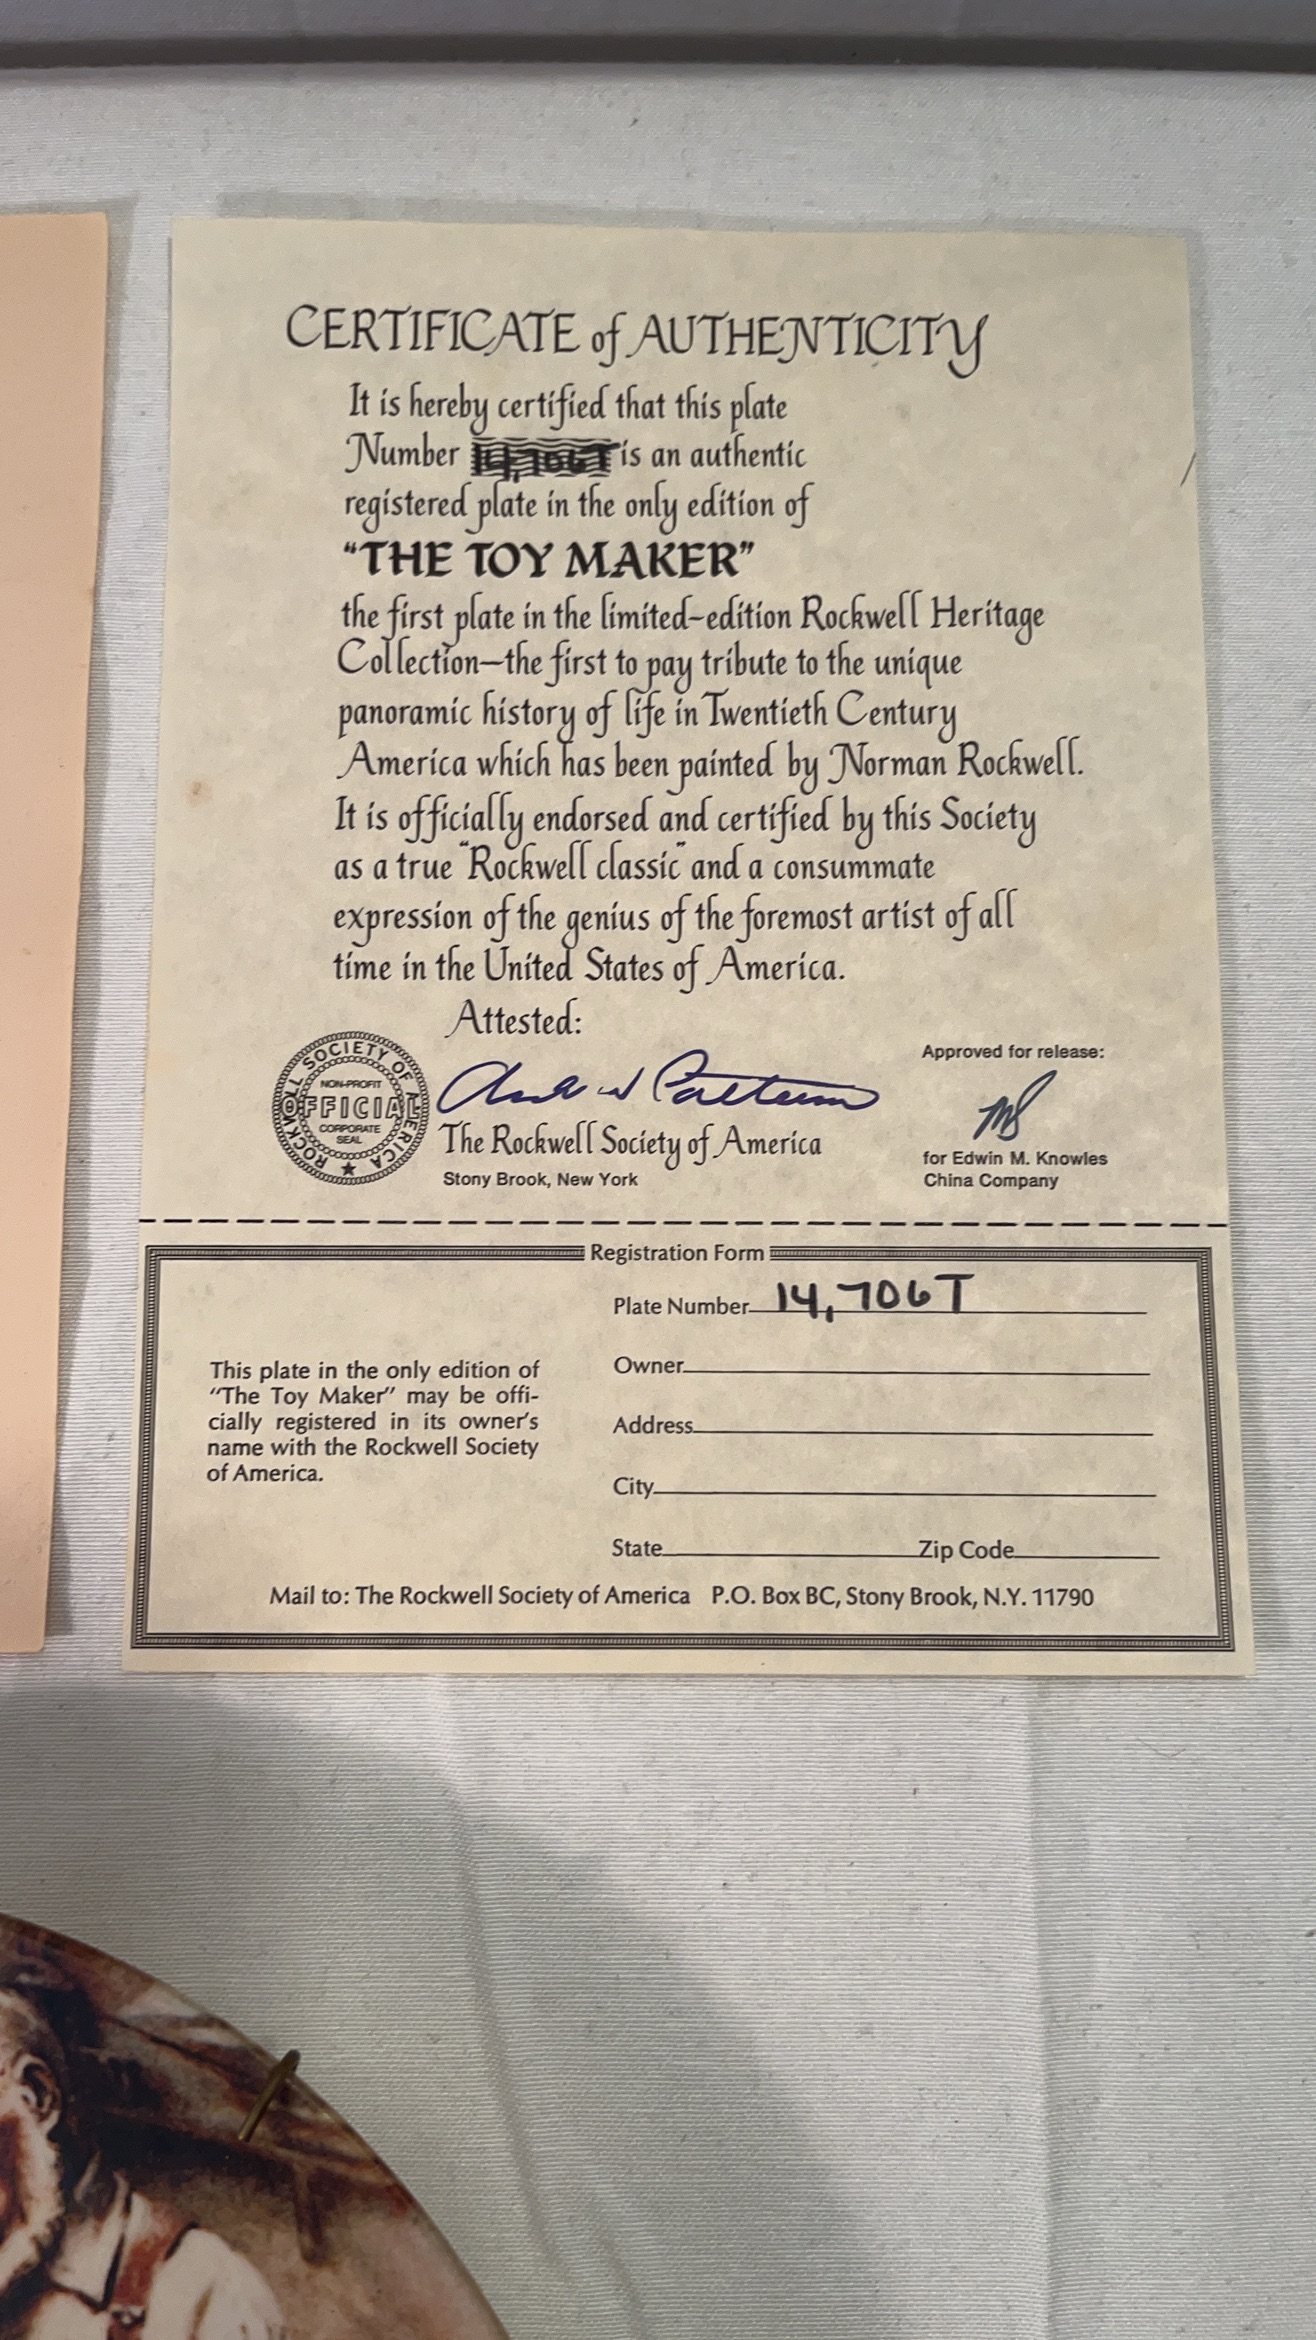 CERTIFICATE of AUTHENTICITY
It is hereby certified that this plate
Number 14,706T is an authentic
registered plate in the only edition of
“THE TOY MAKER”
the first plate in the limited-edition Rockwell Heritage
Collection—the first to pay tribute to the unique
panoramic history of life in Twentieth Century
America which has been painted by Norman Rockwell.
It is officially endorsed and certified by this Society
as a true "Rockwell classic" and a consummate
expression of the genius of the foremost artist of all
time in the United States of America.
Attested:
ROCKWELL SOCIETY OF AMERICA
NON-PROFIT
OFFICIAL
CORPORATE
SEAL
The Rockwell Society of America
Stony Brook, New York
Approved for release:
for Edwin M. Knowles
China Company
Registration Form
This plate in the only edition of
“The Toy Maker” may be offi-
cially registered in its owner's
name with the Rockwell Society
of America.
Plate Number 14,706T
Owner
Address
City
State Zip Code
Mail to: The Rockwell Society of America P.O. Box BC, Stony Brook, N.Y. 11790